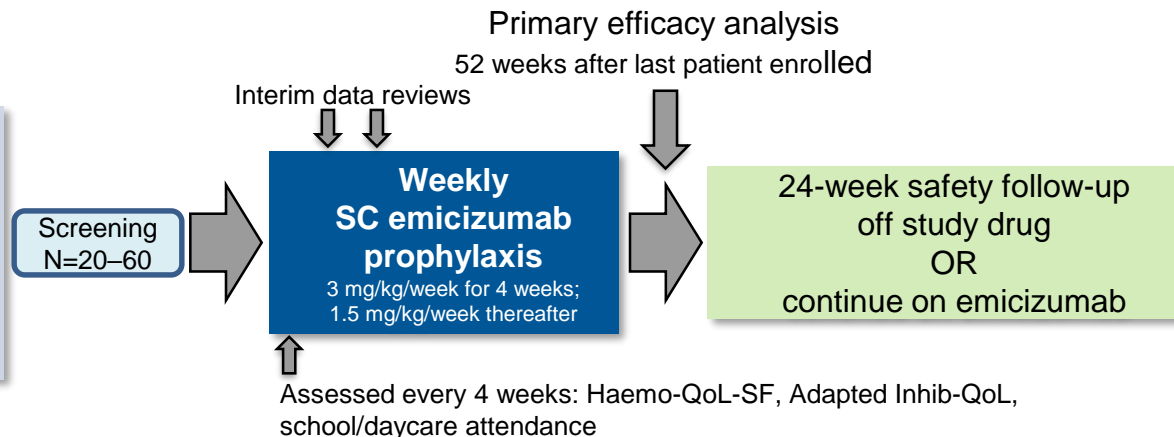 Primary efficacy analysis
52 weeks after last patient enrolled
Interim data reviews
Screening
N=20–60
Weekly
SC emicizumab
prophylaxis
3 mg/kg/week for 4 weeks;
1.5 mg/kg/week thereafter
24-week safety follow-up
off study drug
OR
continue on emicizumab
Assessed every 4 weeks: Haemo-QoL-SF, Adapted Inhib-QoL,
school/daycare attendance